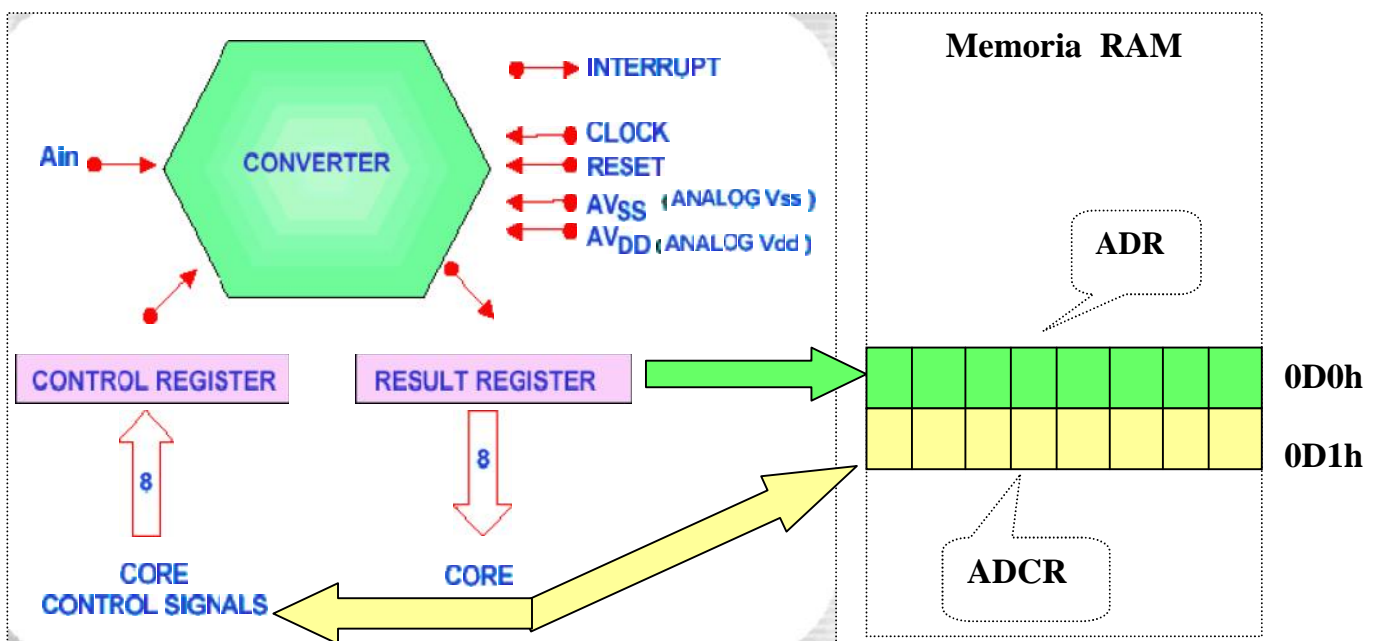 Memoria RAM
INTERRUPT
CLOCK
RESET
Ain
CONVERTER
AVSS (ANALOG Vss)
AVDD (ANALOG Vdd)
ADR
CONTROL REGISTER
RESULT REGISTER
0D0h
0D1h
8
8
CORE
CONTROL SIGNALS
CORE
ADCR